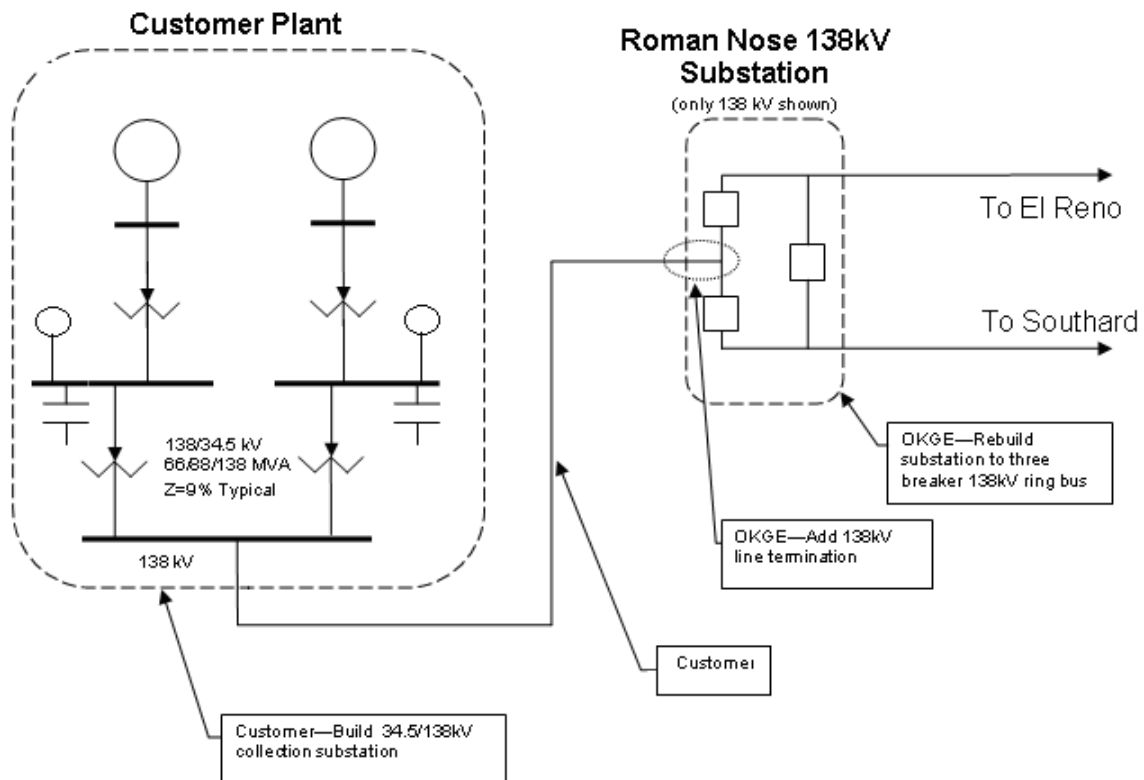 Customer Plant
Roman Nose 138kV
Substation
(only 138 kV shown)
To El Reno
To Southard
138/34.5 kV
66/88/138 MVA
Z=9% Typical
138 kV
OKGE—Rebuild
substation to three
breaker 138kV ring bus
OKGE—Add 138kV
line termination
Customer
Customer—Build 34.5/138kV
collection substation